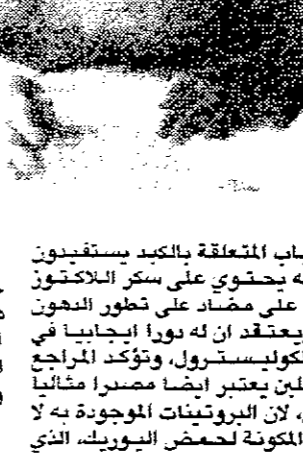 باب المتعلقة بالكبد يستفيدون
ه يحتوي على سكر اللاكتوز
على مضاد على تطور الدهون
يعتقد ان له دورا ايجابيا في
كوليسترول، وتؤكد المراجع
لبن يعتبر ايضا مصدرا مثاليا
، لان البروتينات الموجودة به لا
المكونة لحمض اليوريك، الذي